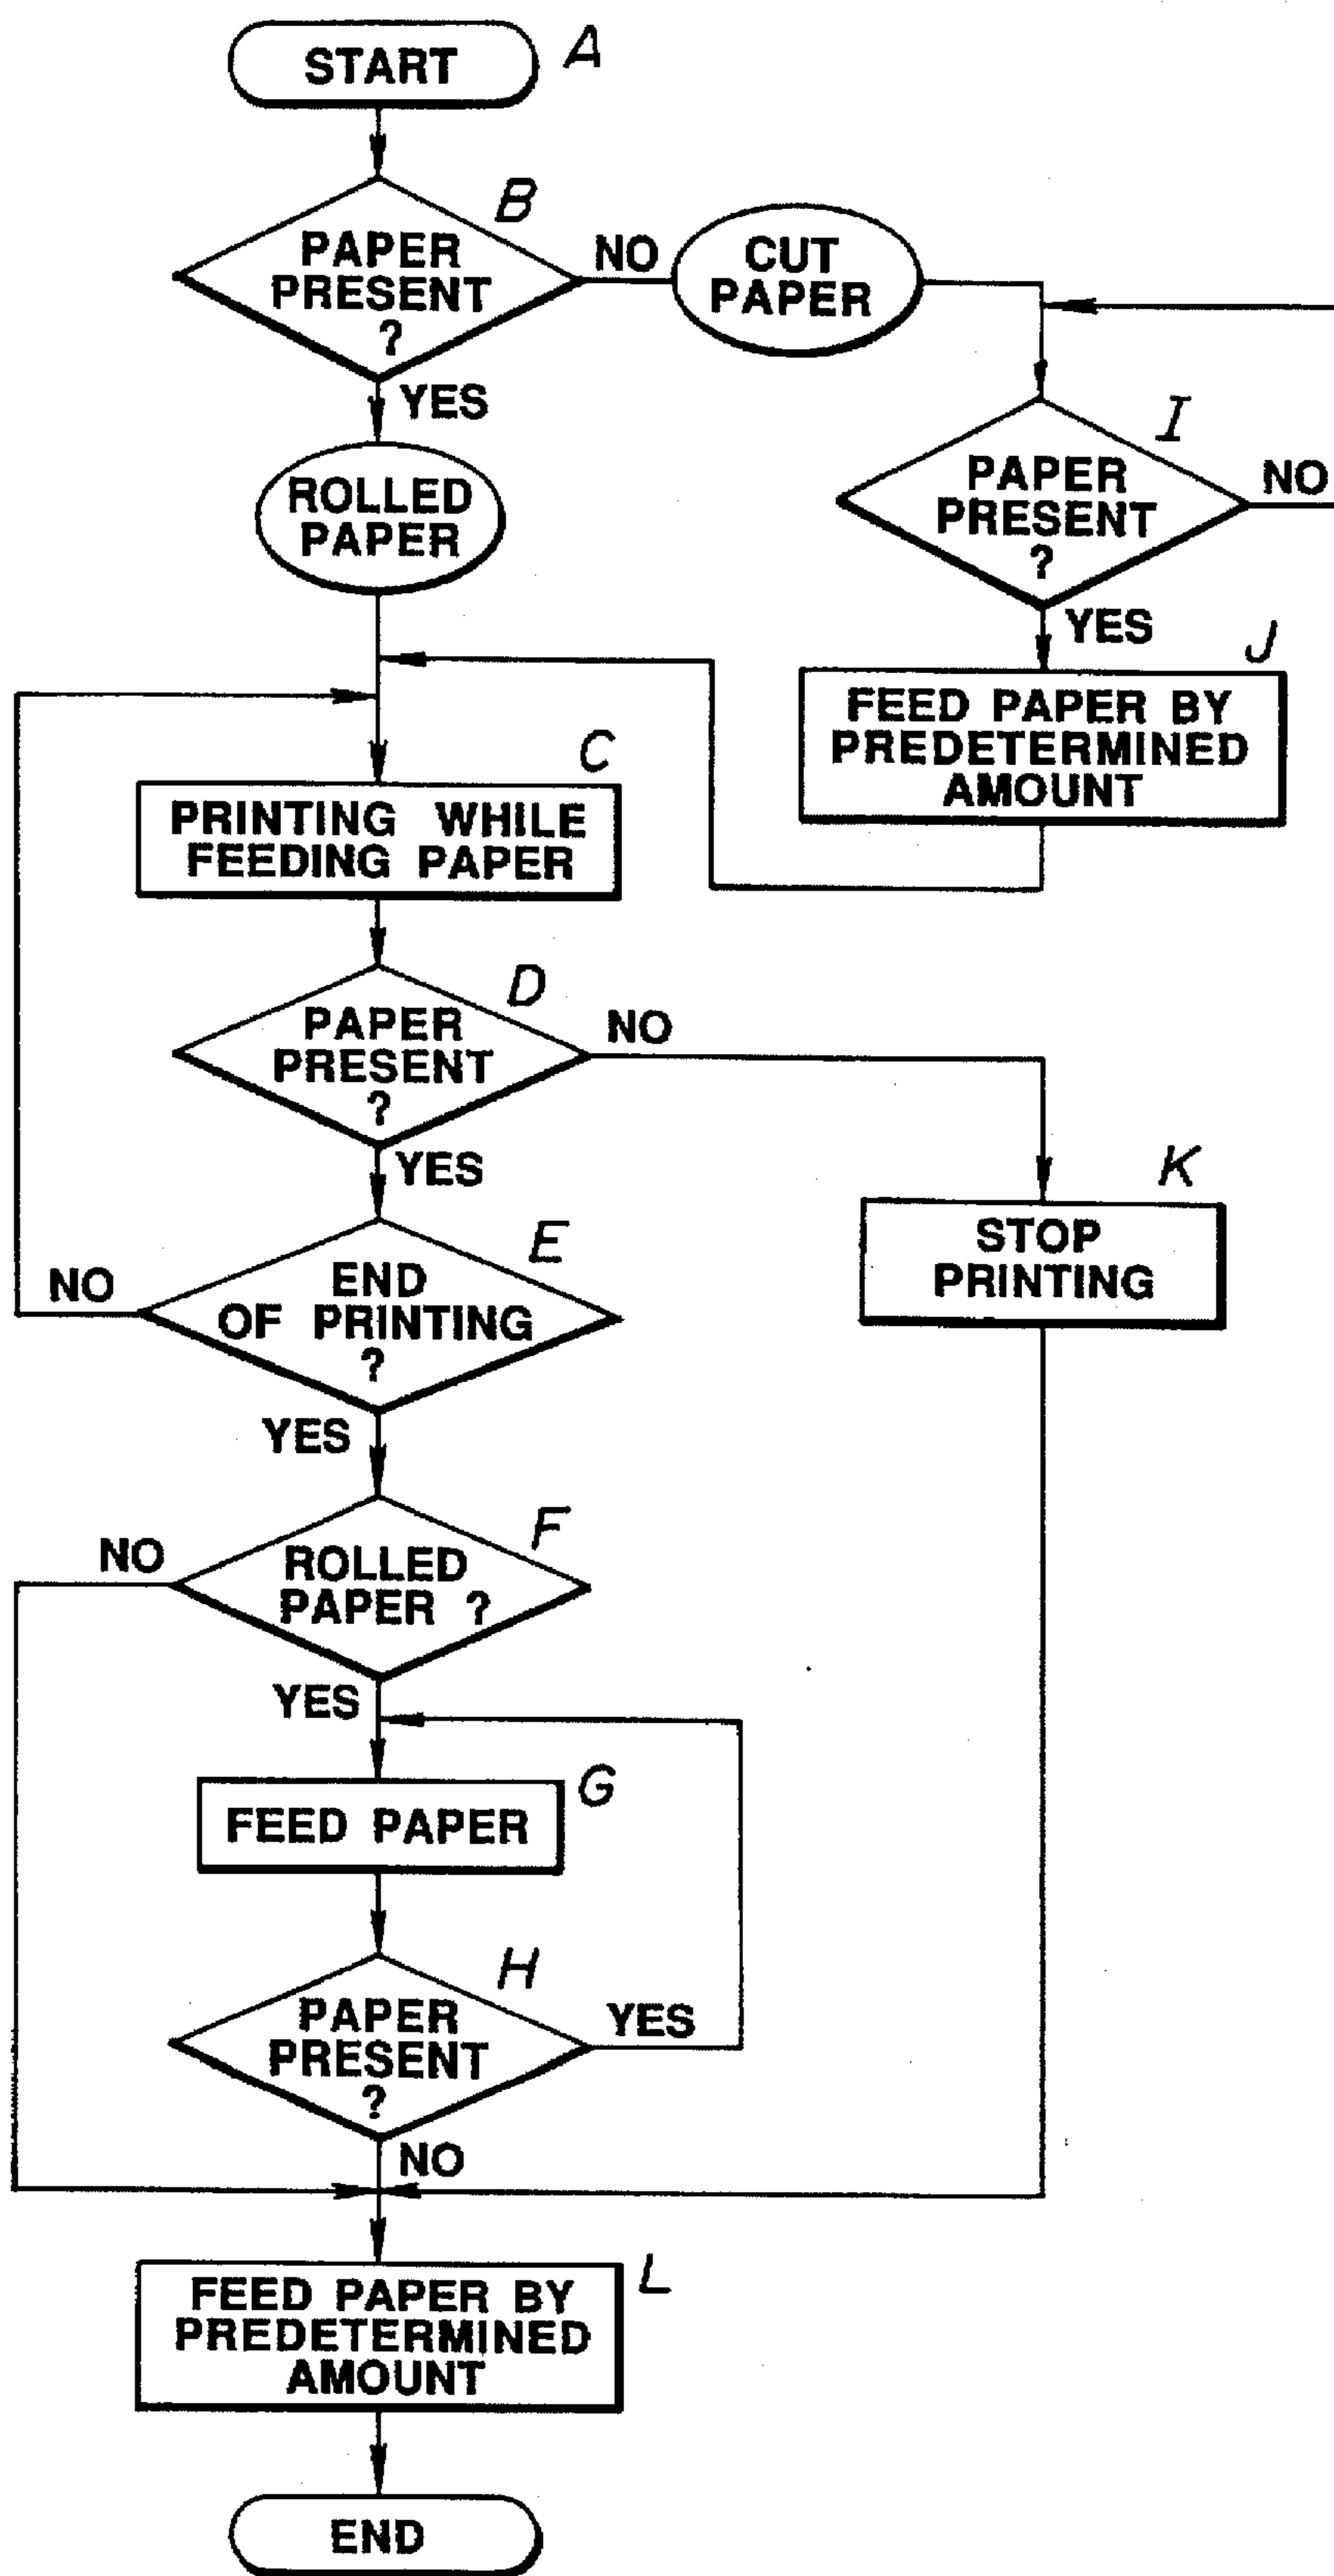 START
A
B
PAPER
PRESENT
?
NO
CUT
PAPER
YES
ROLLED
PAPER
I
PAPER
PRESENT
?
NO
YES
J
FEED PAPER BY
PREDETERMINED
AMOUNT
C
PRINTING WHILE
FEEDING PAPER
D
PAPER
PRESENT
?
NO
YES
K
STOP
PRINTING
E
END
OF PRINTING
?
NO
YES
F
ROLLED
PAPER ?
NO
YES
G
FEED PAPER
H
PAPER
PRESENT
?
YES
NO
L
FEED PAPER BY
PREDETERMINED
AMOUNT
END